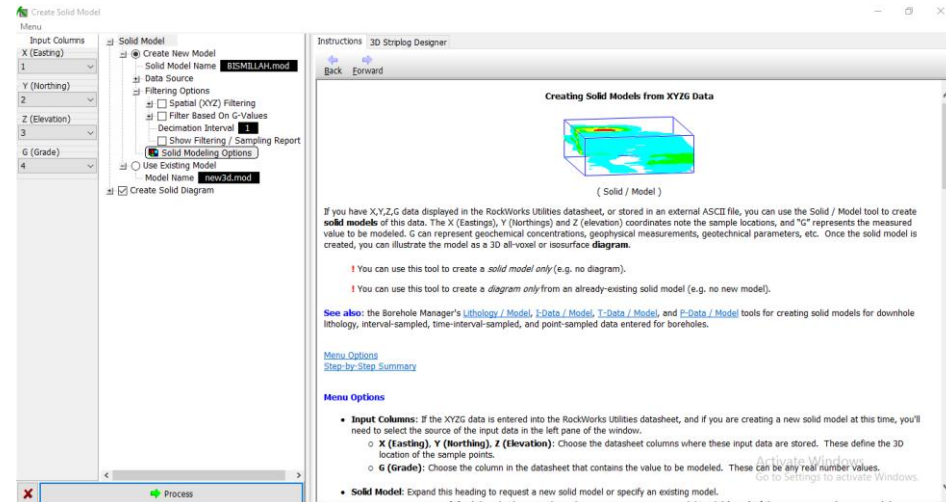 Create Solid Model
Menu
Input Columns
X (Easting)
1
Y (Northing)
2
Z (Elevation)
3
G (Grade)
4
Solid Model
Create New Model
Solid Model Name BISMILLAH.mod
Data Source
Filtering Options
Spatial (XYZ) Filtering
Filter Based On G-Values
Decimation Interval 1
Show Filtering / Sampling Report
Solid Modeling Options
Use Existing Model
Model Name new3d.mod
Create Solid Diagram
Process
Instructions 3D Striplog Designer
Back Forward
Creating Solid Models from XYZG Data
( Solid / Model )
If you have X,Y,Z,G data displayed in the RockWorks Utilities datasheet, or stored in an external ASCII file, you can use the Solid / Model tool to create
solid models of this data. The X (Eastings), Y (Northings) and Z (elevation) coordinates note the sample locations, and "G" represents the measured
value to be modeled. G can represent geochemical concentrations, geophysical measurements, geotechnical parameters, etc. Once the solid model is
created, you can illustrate the model as a 3D all-voxel or isosurface diagram.
! You can use this tool to create a solid model only (e.g. no diagram).
! You can use this tool to create a diagram only from an already-existing solid model (e.g. no new model).
See also: the Borehole Manager's Lithology / Model, I-Data / Model, T-Data / Model, and P-Data / Model tools for creating solid models for downhole
lithology, interval-sampled, time-interval-sampled, and point-sampled data entered for boreholes.
Menu Options
Step-by-Step Summary
Menu Options
• Input Columns: If the XYZG data is entered into the RockWorks Utilities datasheet, and if you are creating a new solid model at this time, you'll
need to select the source of the input data in the left pane of the window.
○ X (Easting), Y (Northing), Z (Elevation): Choose the datasheet columns where these input data are stored. These define the 3D
location of the sample points.
○ G (Grade): Choose the column in the datasheet that contains the value to be modeled. These can be any real number values.
• Solid Model: Expand this heading to request a new solid model or specify an existing model.
Activate Windows
Go to Settings to activate Windows.